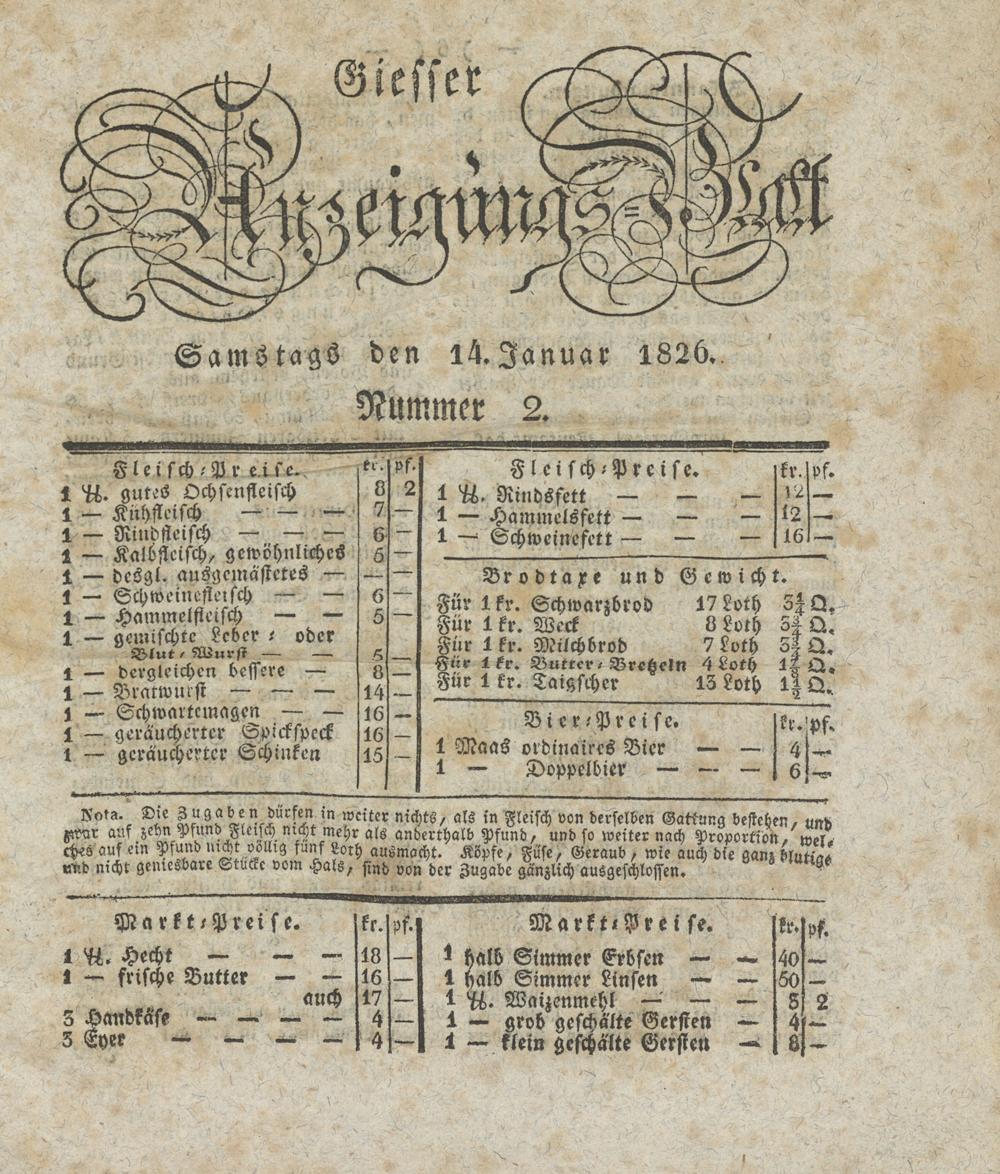 Giesser
Anzeigungs=Blatt
Samstags den 14. Januar 1826.
Nummer 2.
Fleisch-Preise. kr. pf.
1 ℔. gutes Ochsenfleisch 8 2
1 — Kühfleisch — — — 7 —
1 — Rindfleisch — — — 6 —
1 — Kalbfleisch, gewöhnliches 5 —
1 — desgl. ausgemästetes — — —
1 — Schweinefleisch — — 6 —
1 — Hammelfleisch — — 5 —
1 — gemischte Leber- oder
Blut-Wurst — — 5 —
1 — dergleichen bessere — 8 —
1 — Bratwurst — — — 14 —
1 — Schwartemagen — — 16 —
1 — geräucherter Spickspeck 16 —
1 — geräucherter Schinken 15 —
Fleisch-Preise. kr. pf.
1 ℔. Rindsfett — — — 12 —
1 — Hammelsfett — — — 12 —
1 — Schweinefett — — — 16 —
Brodtaxe und Gewicht.
Für 1 kr. Schwarzbrod 17 Loth 3¼ Q.
Für 1 kr. Weck 8 Loth 3¾ Q.
Für 1 kr. Milchbrod 7 Loth 3¾ Q.
Für 1 kr. Butter-Bretzeln 4 Loth Q.
Für 1 kr. Taigscher 13 Loth 1½ Q.
Bier-Preise. kr. pf.
1 Maas ordinaires Bier — — 4 —
1 — Doppelbier — — — 6 —
Nota. Die Zugaben dürfen in weiter nichts, als in Fleisch von derselben Gattung bestehen, und
zwar auf zehn Pfund Fleisch nicht mehr als anderthalb Pfund, und so weiter nach Proportion, wel-
ches auf ein Pfund nicht völlig fünf Loth ausmacht. Köpfe, Füse, Geraub, wie auch die ganz blutige
und nicht geniesbare Stücke vom Hals, sind von der Zugabe gänzlich ausgeschlossen.
Markt-Preise. kr. pf.
1 ℔. Hecht — — — 18 —
1 — frische Butter — — 16 —
auch 17 —
3 Handkäse — — — — 4 —
3 Eyer — — — — 4 —
Markt-Preise. kr. pf.
1 halb Simmer Erbsen — — 40 —
1 halb Simmer Linsen — — 50 —
1 ℔. Waizenmehl — — — 3 2
1 — grob geschälte Gersten — 4 —
1 — klein geschälte Gersten — 8 —